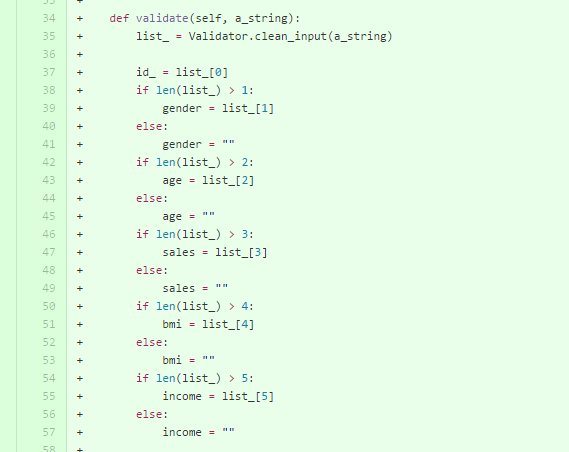 34 + def validate(self, a_string):
35 + list_ = Validator.clean_input(a_string)
36 +
37 + id_ = list_[0]
38 + if len(list_) > 1:
39 + gender = list_[1]
40 + else:
41 + gender = ""
42 + if len(list_) > 2:
43 + age = list_[2]
44 + else:
45 + age = ""
46 + if len(list_) > 3:
47 + sales = list_[3]
48 + else:
49 + sales = ""
50 + if len(list_) > 4:
51 + bmi = list_[4]
52 + else:
53 + bmi = ""
54 + if len(list_) > 5:
55 + income = list_[5]
56 + else:
57 + income = ""
58 +